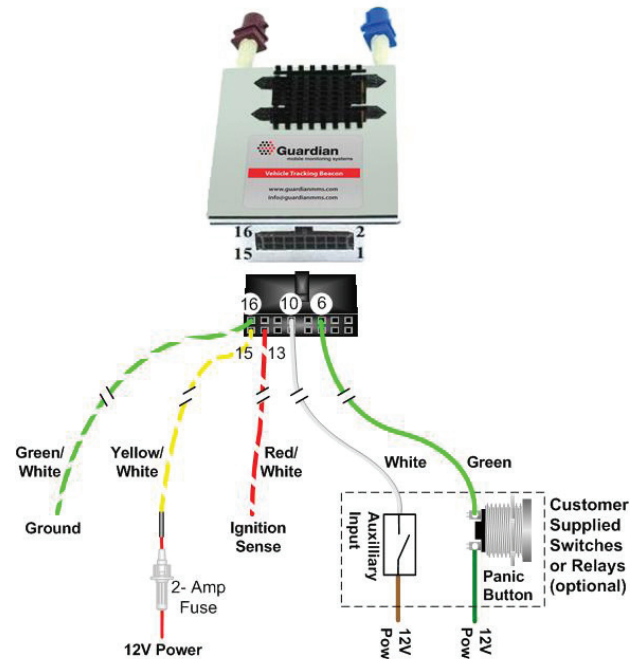 Guardian
mobile monitoring systems
Vehicle Tracking Beacon
www.guardianmms.com
info@guardianmms.com
16
2
15
1
16
10
6
15
13
Green/
White
Yellow/
White
Red/
White
White
Green
Ground
Ignition
Sense
2- Amp
Fuse
12V Power
Auxilliary
Input
Panic
Button
Customer
Supplied
Switches
or Relays
(optional)
12V
Pow
12V
Pow